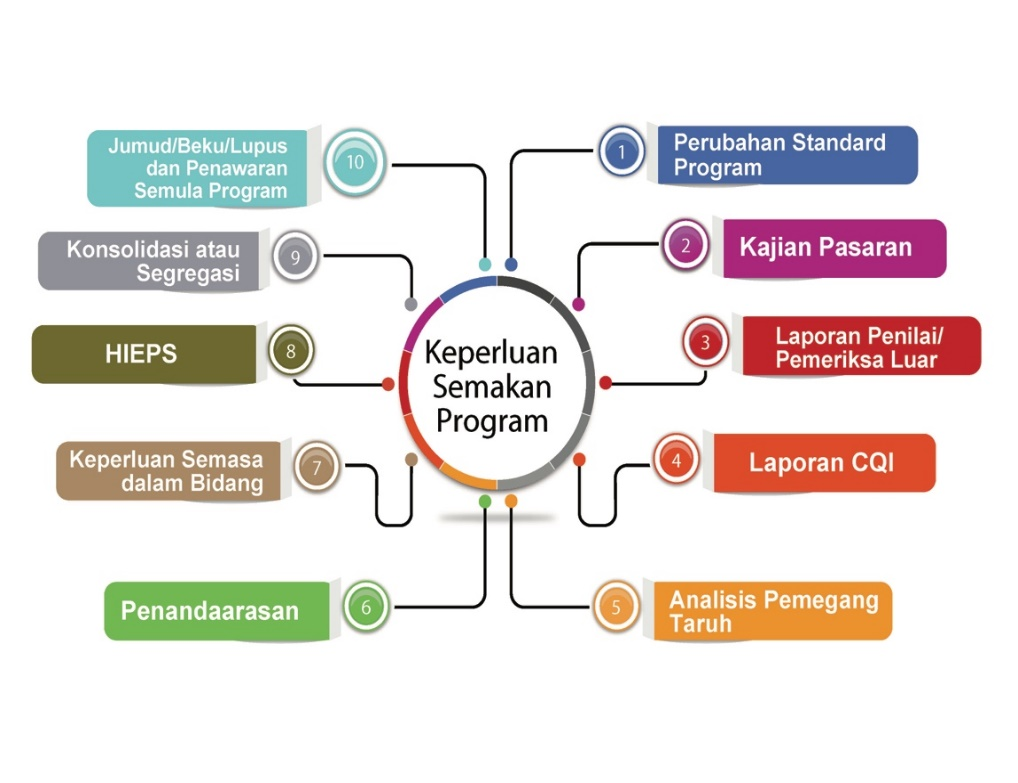 Keperluan
Semakan
Program
1
Perubahan Standard
Program
2
Kajian Pasaran
3
Laporan Penilai/
Pemeriksa Luar
4
Laporan CQI
5
Analisis Pemegang
Taruh
6
Penandaarasan
7
Keperluan Semasa
dalam Bidang
8
HIEPS
9
Konsolidasi atau
Segregasi
10
Jumud/Beku/Lupus
dan Penawaran
Semula Program